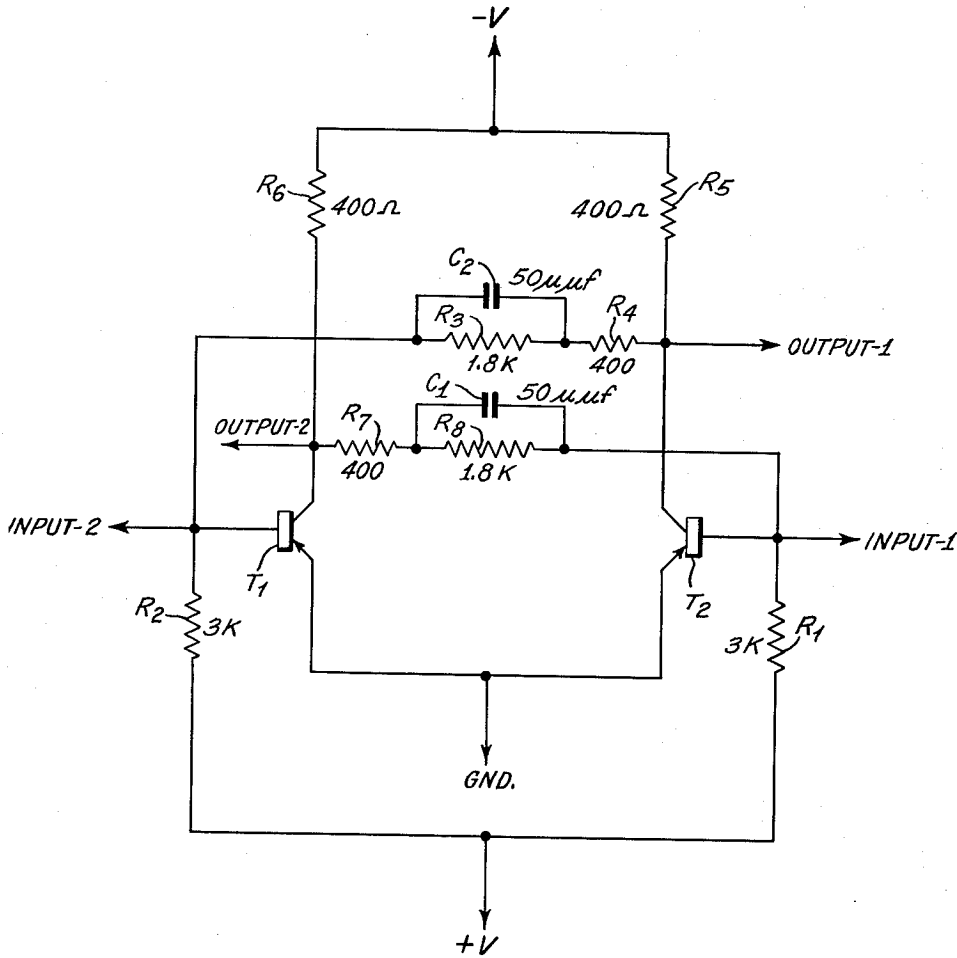 -V
R6
400Ω
400Ω
R5
C2
50μμf
R3
1.8K
R4
400
OUTPUT-1
C1
50μμf
OUTPUT-2
R7
400
R8
1.8K
INPUT-2
T1
T2
INPUT-1
R2
3K
3K
R1
GND.
+V